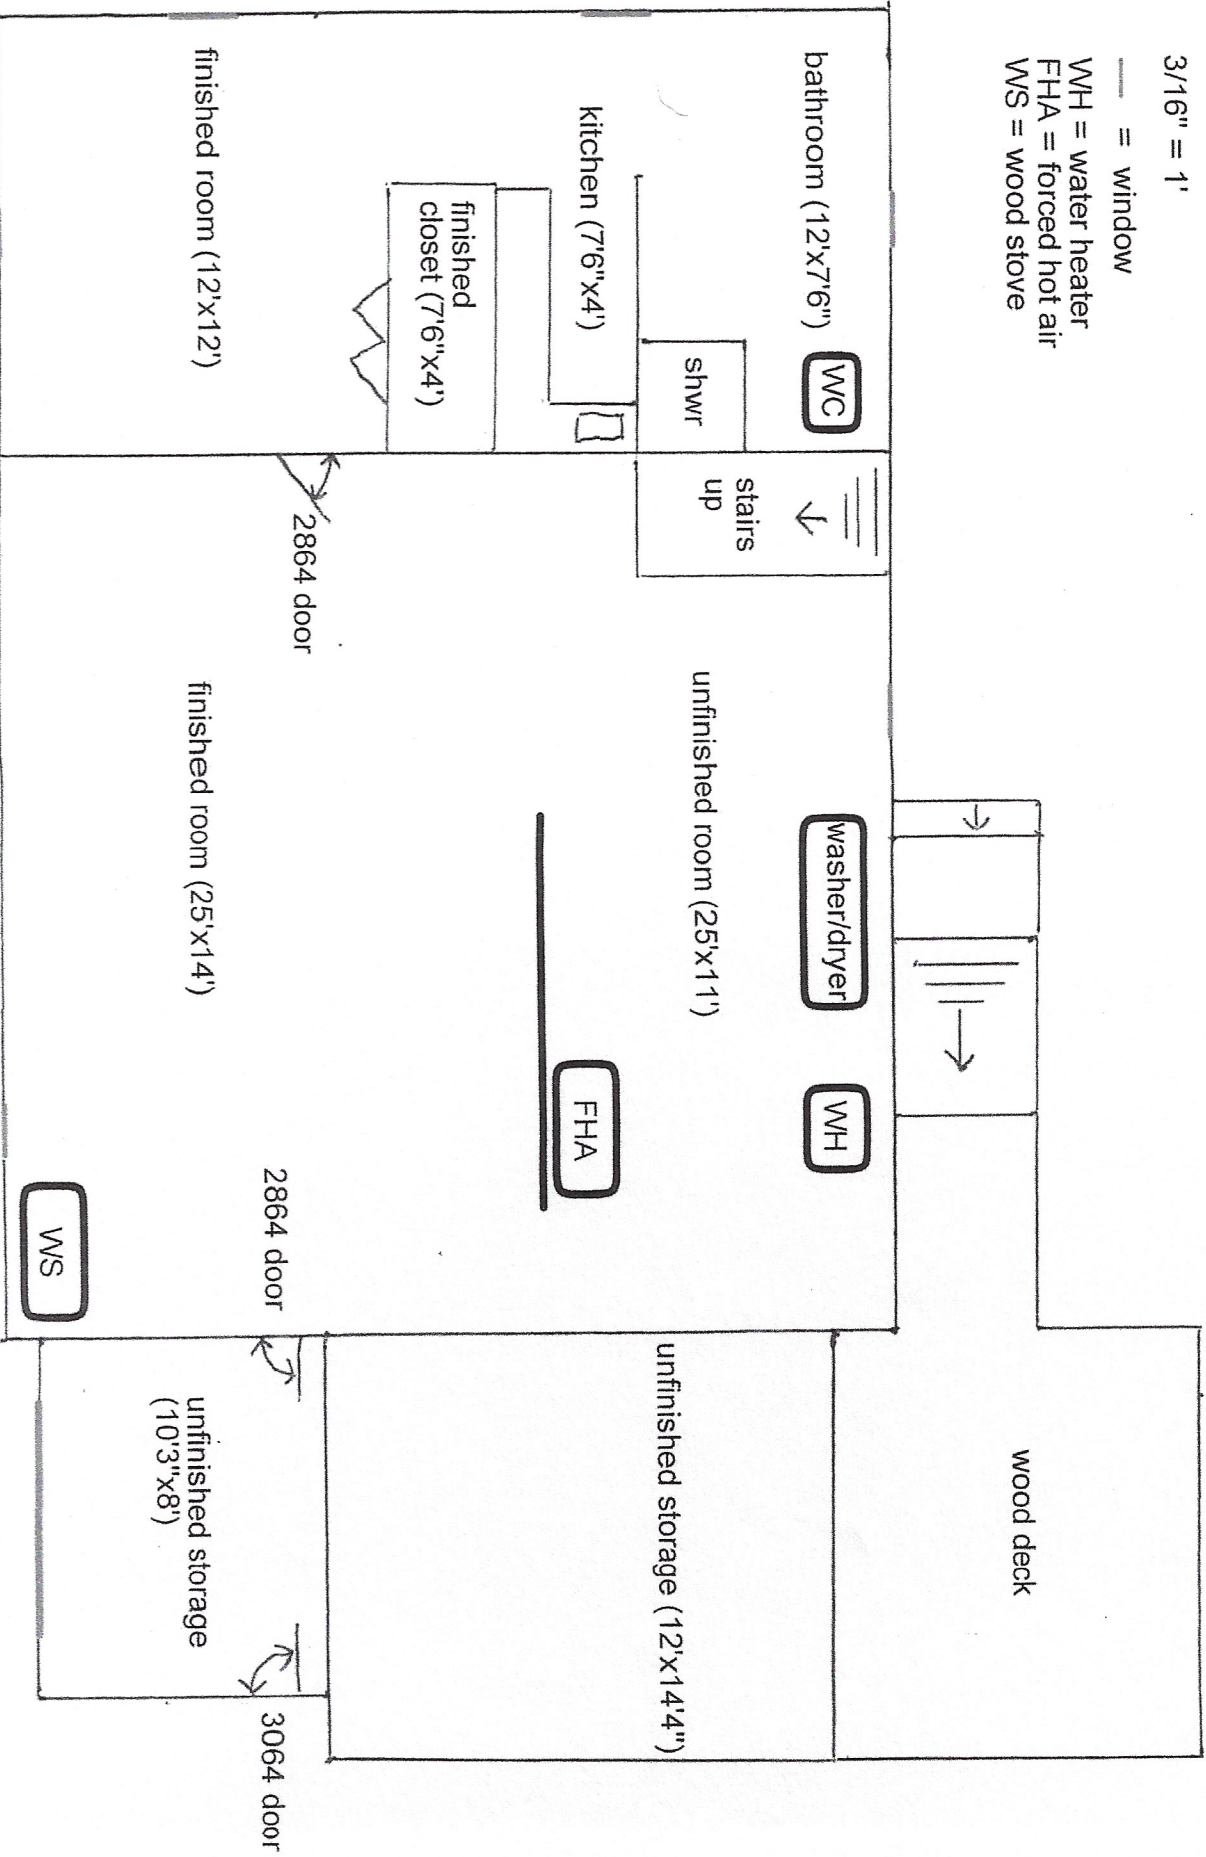 3/16" = 1'
= window
WH = water heater
FHA = forced hot air
WS = wood stove
bathroom (12'x7'6")
WC
shwr
kitchen (7'6"x4')
finished
closet (7'6"x4')
finished room (12'x12')
stairs
up
2864 door
unfinished room (25'x11')
washer/dryer
WH
FHA
finished room (25'x14')
2864 door
WS
wood deck
unfinished storage (12'x14'4")
unfinished storage
(10'3"x8')
3064 door